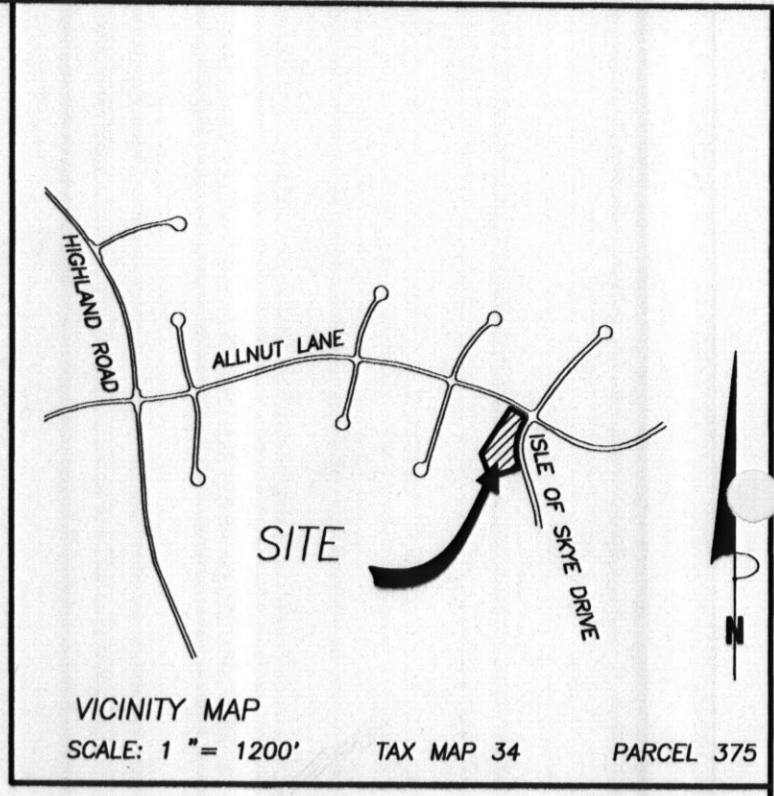 HIGHLAND ROAD
ALLNUT LANE
ISLE OF SKYE DRIVE
SITE
N
VICINITY MAP
SCALE: 1 "= 1200' TAX MAP 34 PARCEL 375